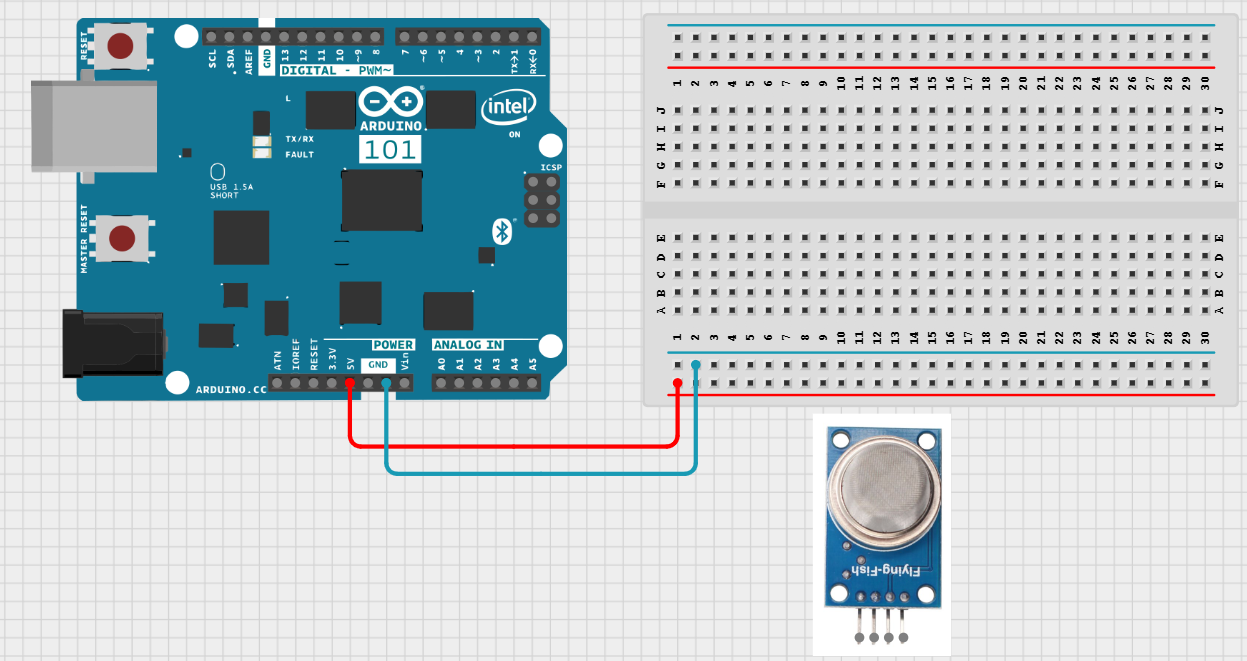 RESET
SCL
SDA
AREF
GND
13
12
11
10
~9
8
7
~6
~5
4
~3
2
TX→1
RX←0
DIGITAL - PWM~
L
TX/RX
FAULT
ARDUINO
101
intel
ON
ICSP
USB 1.5A
SHORT
MASTER RESET
POWER
ANALOG IN
ATN
IOREF
RESET
3.3V
5V
GND
Vin
A0
A1
A2
A3
A4
A5
ARDUINO.CC
1 2 3 4 5 6 7 8 9 10 11 12 13 14 15 16 17 18 19 20 21 22 23 24 25 26 27 28 29 30
J J
I I
H H
G G
F F
E E
D D
C C
B B
A A
1 2 3 4 5 6 7 8 9 10 11 12 13 14 15 16 17 18 19 20 21 22 23 24 25 26 27 28 29 30
Flying-Fish